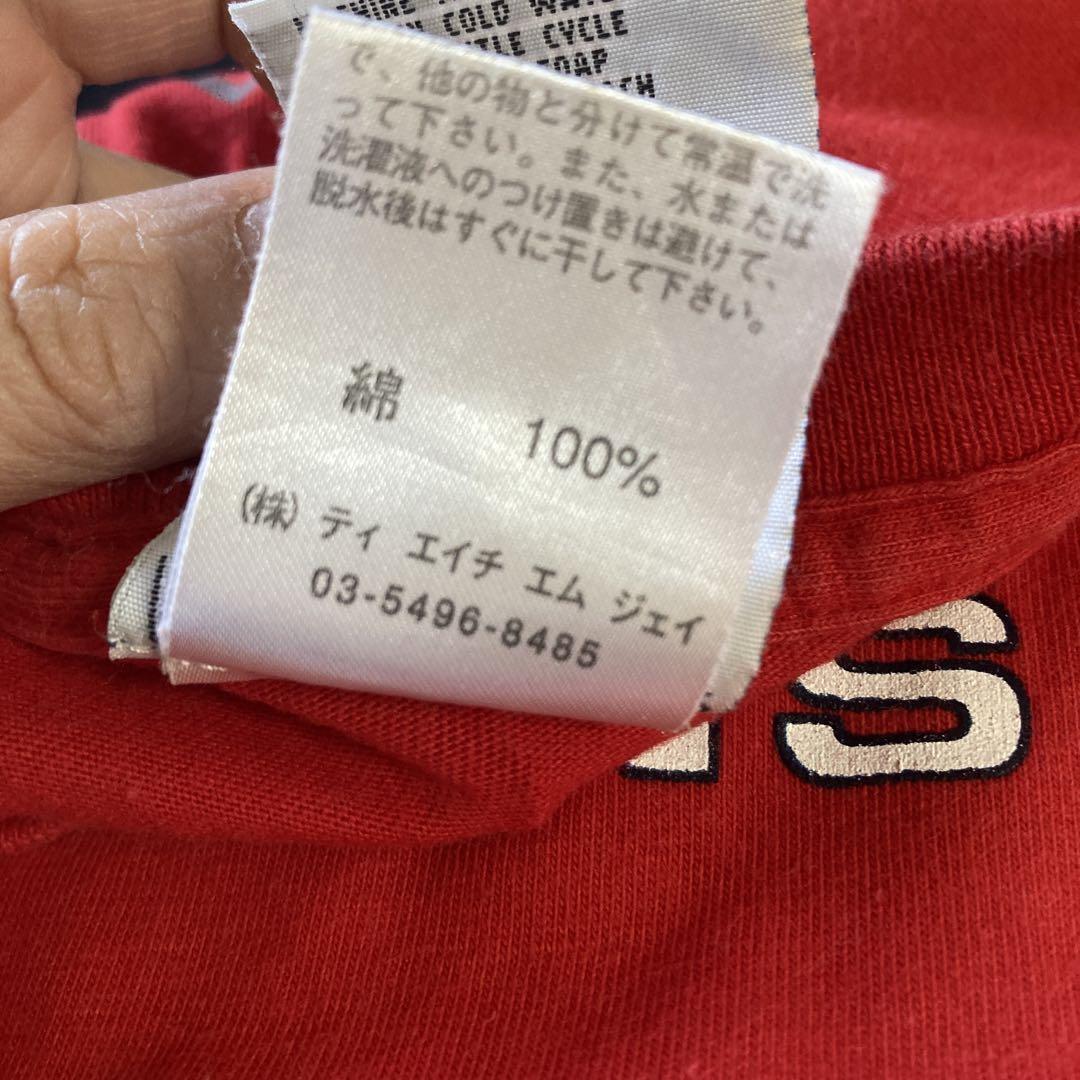 COLD
CYCLE
で、他の物と分けて常温で洗
って下さい。また、水または
洗濯液へのつけ置きは避けて、
脱水後はすぐに干して下さい。
綿 100%
(株) ティ エイチ エム ジェイ
03-5496-8485
S